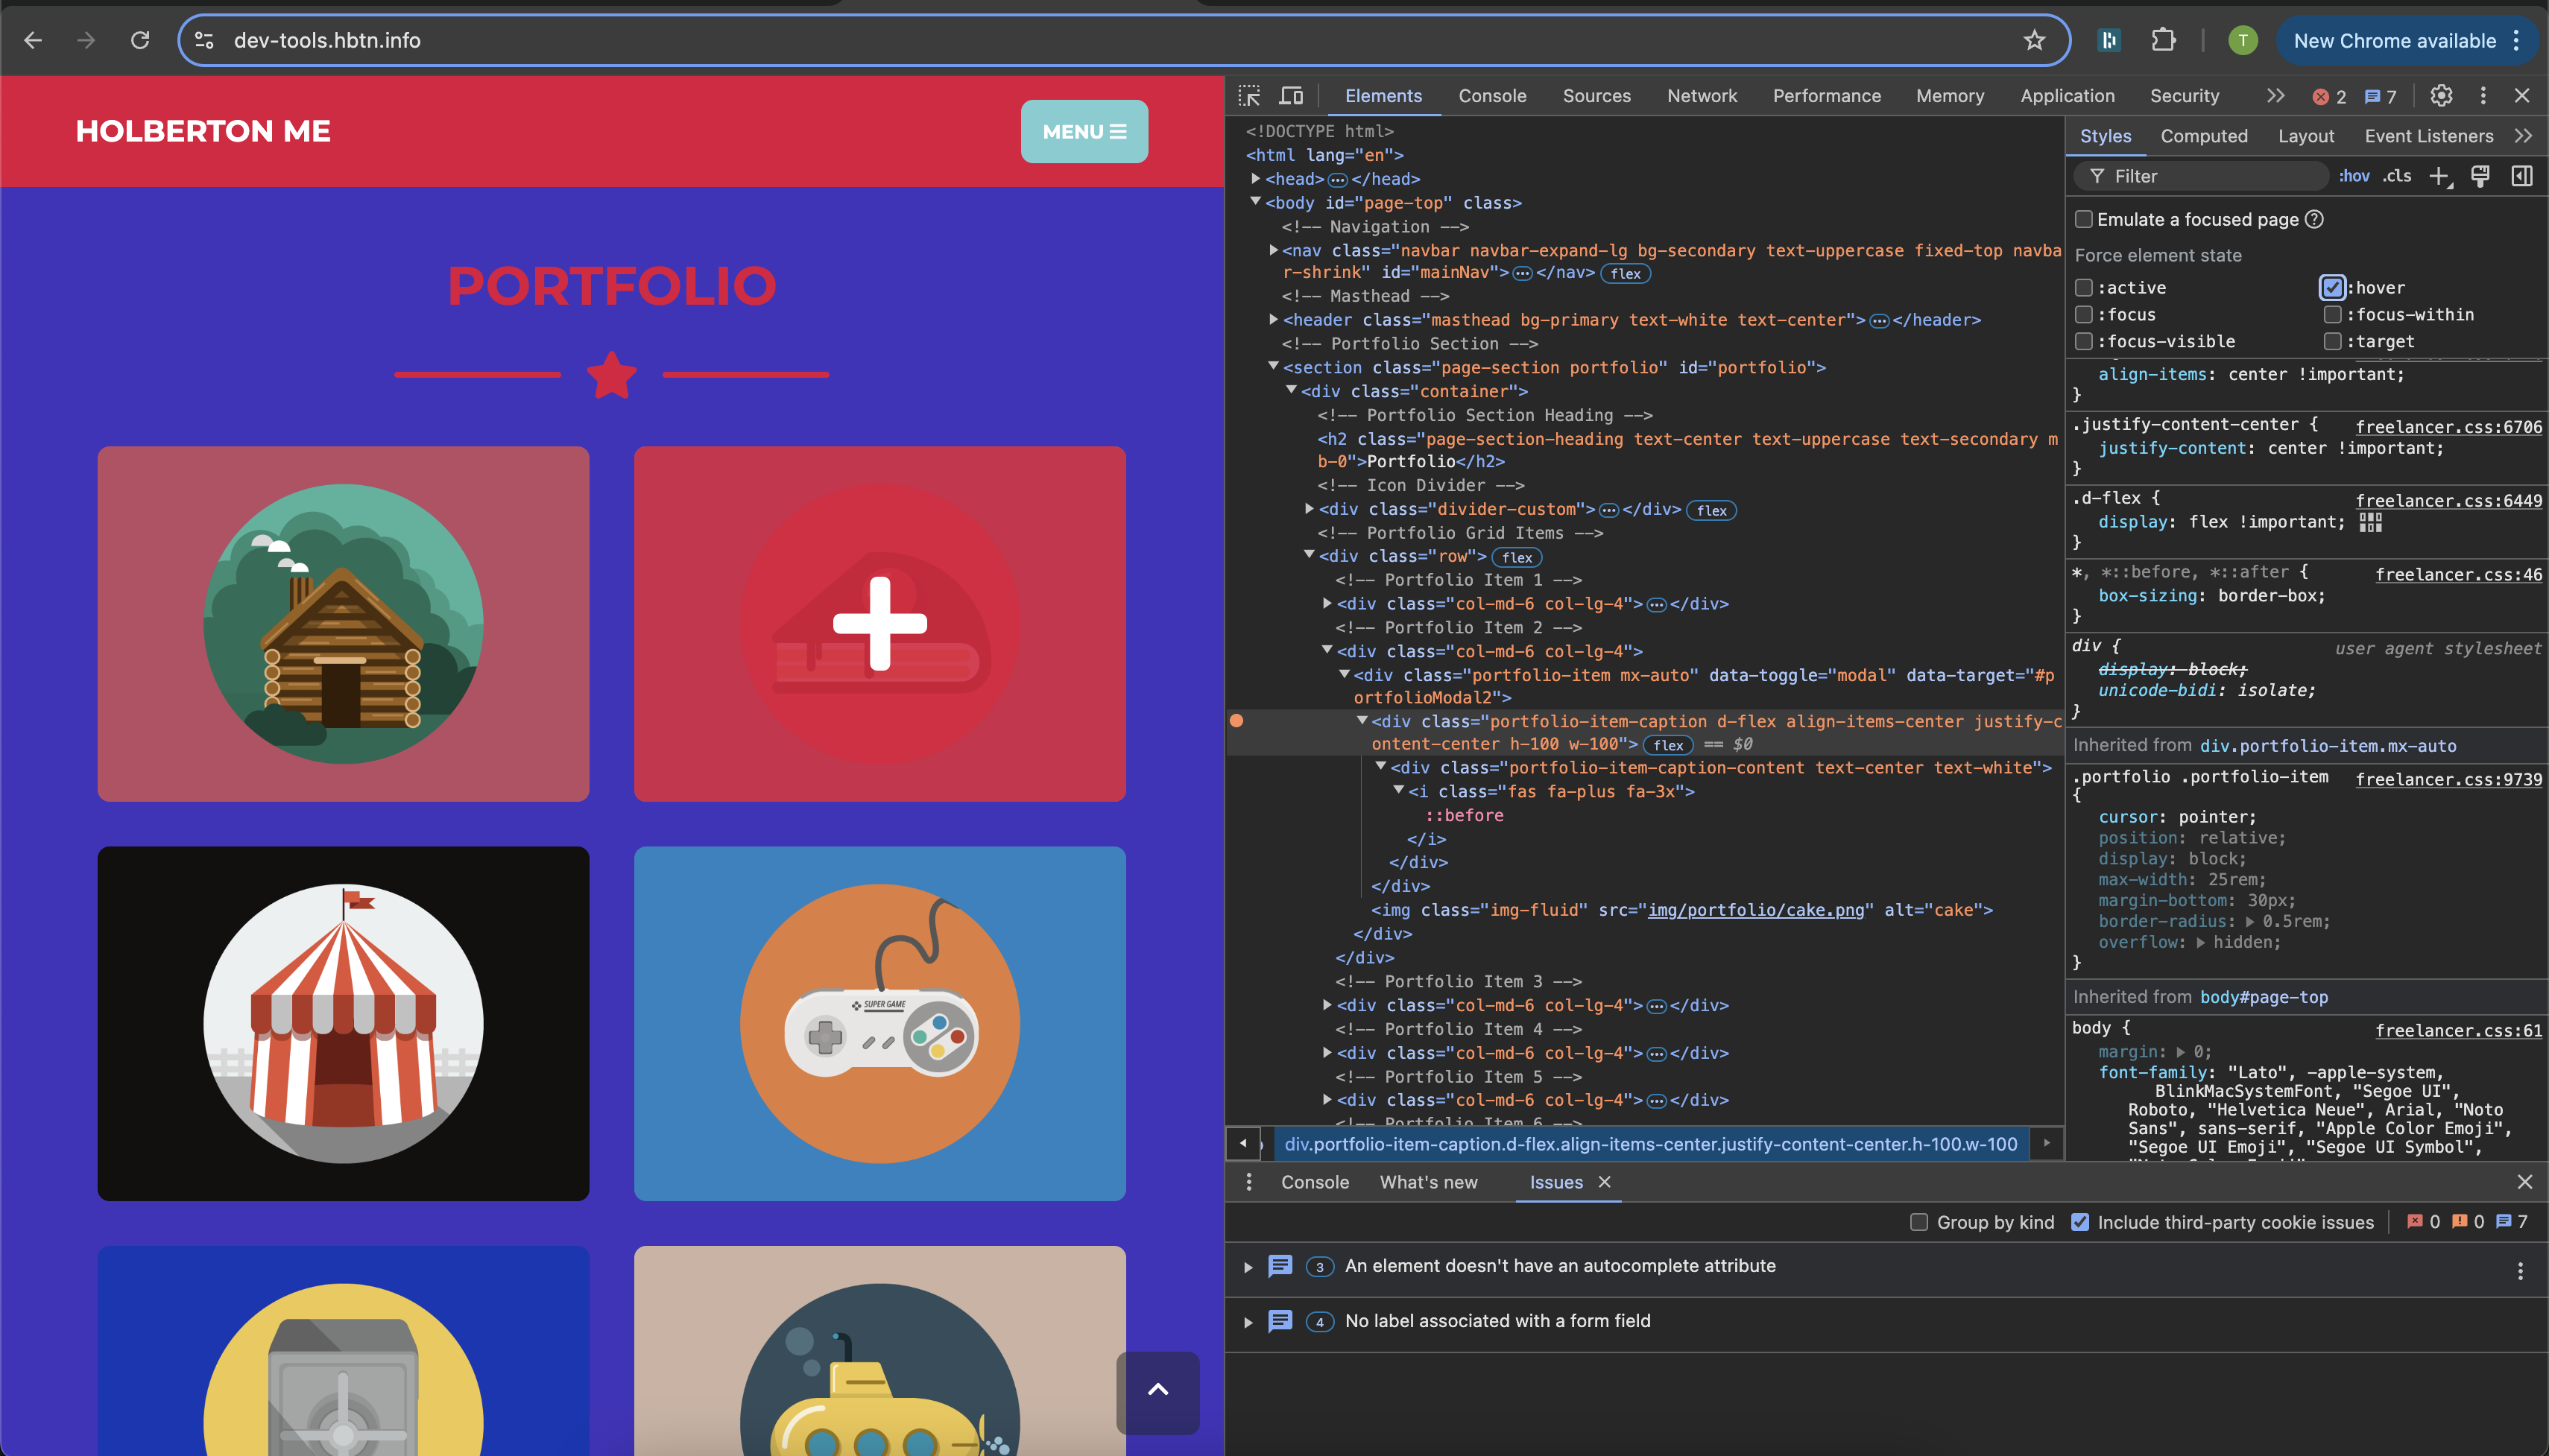 dev-tools.hbtn.info
T
New Chrome available
HOLBERTON ME
MENU
PORTFOLIO
SUPER GAME
Elements
Console
Sources
Network
Performance
Memory
Application
Security
2
7
<!DOCTYPE html>
<html lang="en">
<head>
</head>
<body id="page-top" class>
<!-- Navigation -->
<nav class="navbar navbar-expand-lg bg-secondary text-uppercase fixed-top navba
r-shrink" id="mainNav"> </nav> flex
<!-- Masthead -->
<header class="masthead bg-primary text-white text-center"> </header>
<!-- Portfolio Section -->
<section class="page-section portfolio" id="portfolio">
<div class="container">
<!-- Portfolio Section Heading -->
<h2 class="page-section-heading text-center text-uppercase text-secondary m
b-0">Portfolio</h2>
<!-- Icon Divider -->
<div class="divider-custom"> </div> flex
<!-- Portfolio Grid Items -->
<div class="row"> flex
<!-- Portfolio Item 1 -->
<div class="col-md-6 col-lg-4"> </div>
<!-- Portfolio Item 2 -->
<div class="col-md-6 col-lg-4">
<div class="portfolio-item mx-auto" data-toggle="modal" data-target="#p
ortfolioModal2">
<div class="portfolio-item-caption d-flex align-items-center justify-c
ontent-center h-100 w-100"> flex == $0
<div class="portfolio-item-caption-content text-center text-white">
<i class="fas fa-plus fa-3x">
::before
</i>
</div>
</div>
<img class="img-fluid" src="img/portfolio/cake.png" alt="cake">
</div>
</div>
<!-- Portfolio Item 3 -->
<div class="col-md-6 col-lg-4"> </div>
<!-- Portfolio Item 4 -->
<div class="col-md-6 col-lg-4"> </div>
<!-- Portfolio Item 5 -->
<div class="col-md-6 col-lg-4"> </div>
<!-- Portfolio Item 6 -->
div.portfolio-item-caption.d-flex.align-items-center.justify-content-center.h-100.w-100
Styles
Computed
Layout
Event Listeners
Filter
:hov .cls
Emulate a focused page
Force element state
:active
:hover
:focus
:focus-within
:focus-visible
:target
align-items: center !important;
}
.justify-content-center { freelancer.css:6706
justify-content: center !important;
}
.d-flex { freelancer.css:6449
display: flex !important;
}
*, *::before, *::after { freelancer.css:46
box-sizing: border-box;
}
div { user agent stylesheet
display: block;
unicode-bidi: isolate;
}
Inherited from div.portfolio-item.mx-auto
.portfolio .portfolio-item freelancer.css:9739
{
cursor: pointer;
position: relative;
display: block;
max-width: 25rem;
margin-bottom: 30px;
border-radius: 0.5rem;
overflow: hidden;
}
Inherited from body#page-top
body { freelancer.css:61
margin: 0;
font-family: "Lato", -apple-system,
BlinkMacSystemFont, "Segoe UI",
Roboto, "Helvetica Neue", Arial, "Noto
Sans", sans-serif, "Apple Color Emoji",
"Segoe UI Emoji", "Segoe UI Symbol",
Console
What's new
Issues
Group by kind
Include third-party cookie issues
0
0
7
3 An element doesn't have an autocomplete attribute
4 No label associated with a form field